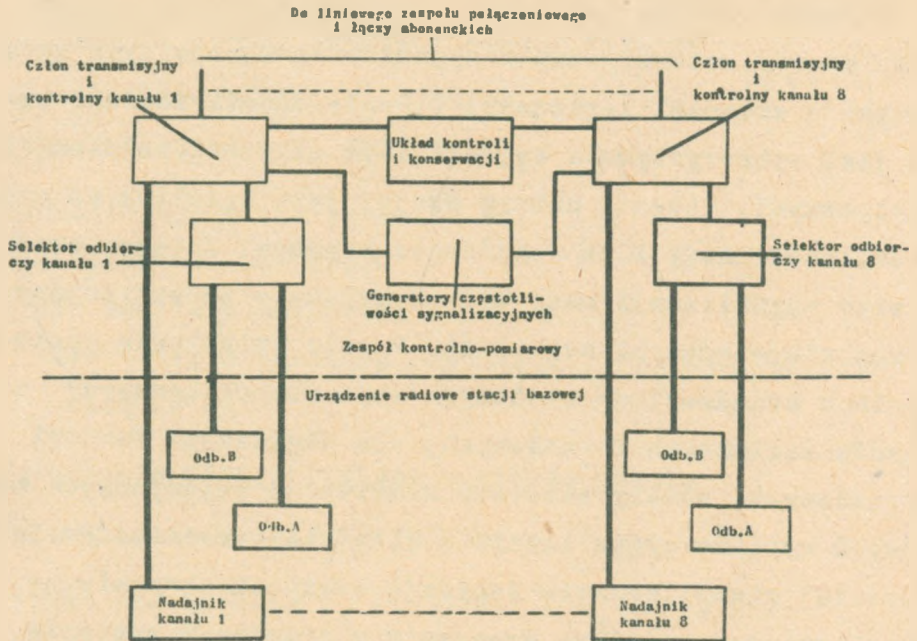 Do liniowego zespołu połączeniowego
i łączy abonenckich
Człon transmisyjny
i
kontrolny kanału 1
Człon transmisyjny
i
kontrolny kanału 8
Układ kontroli
i konserwacji
Selektor odbior-
czy kanału 1
Selektor odbior-
czy kanału 8
Generatory częstotli-
wości sygnalizacyjnych
Zespół kontrolno-pomiarowy
Urządzenie radiowe stacji bazowej
Odb.B
Odb.B
Odb.A
Odb.A
Nadajnik
kanału 1
Nadajnik
kanału 8